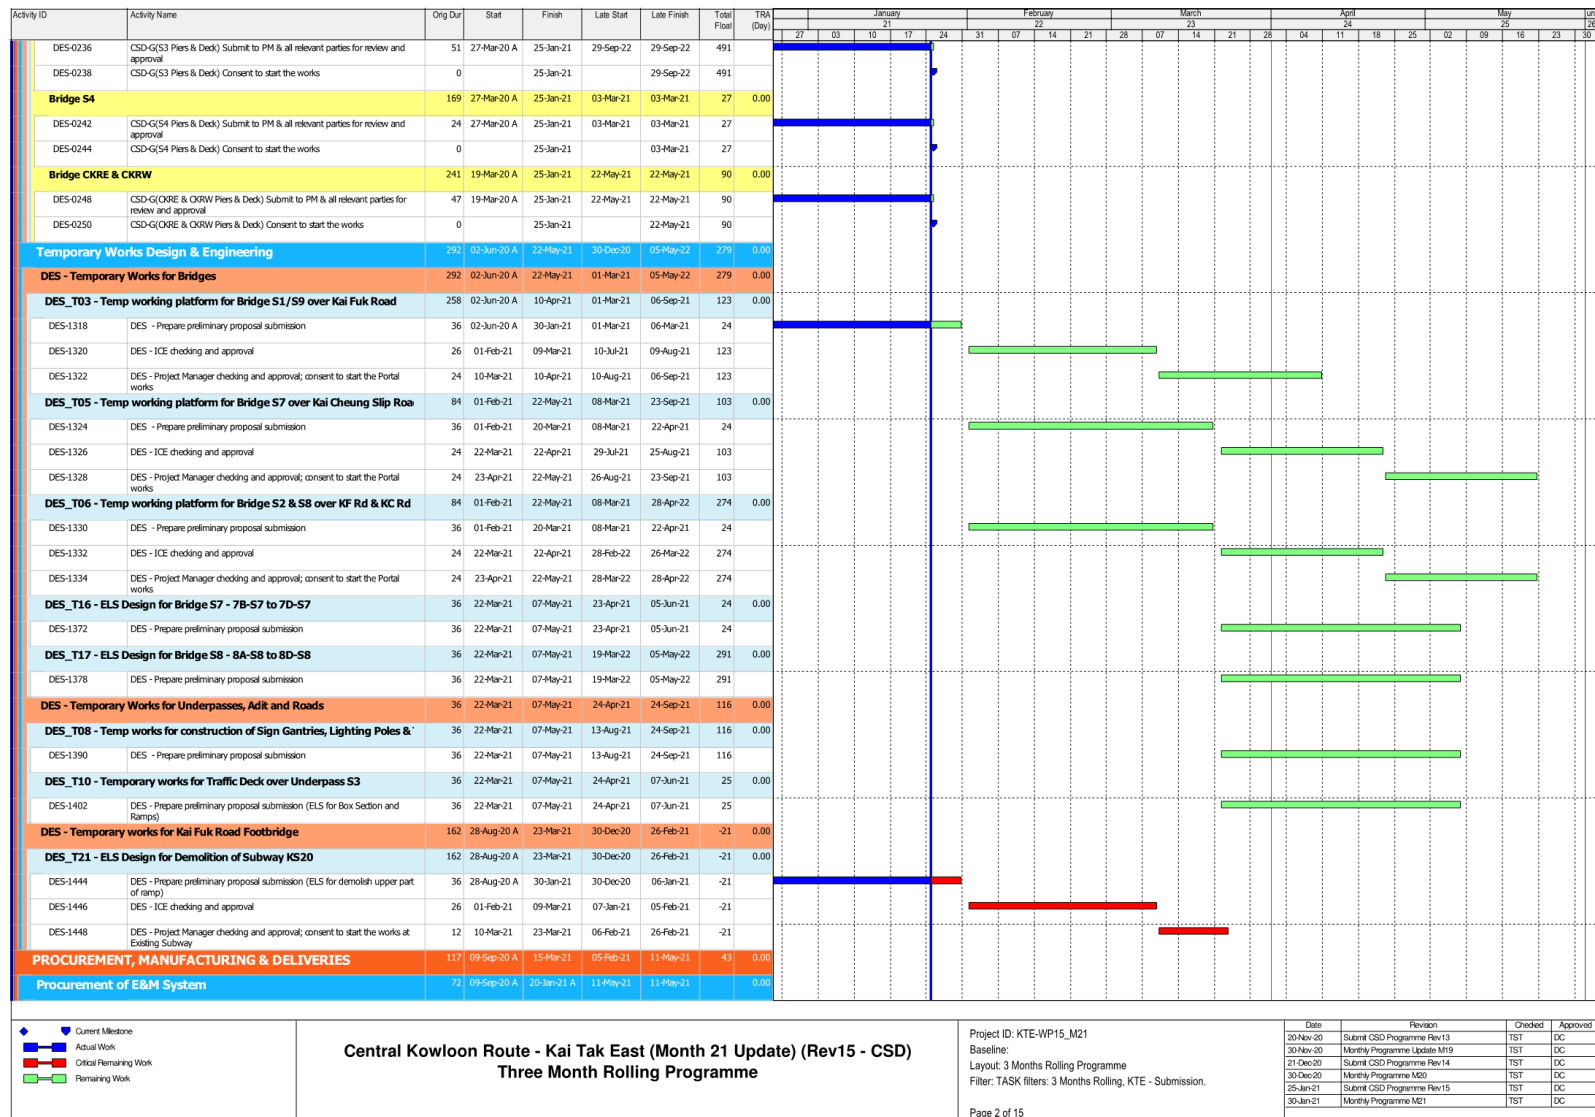 Activity ID Activity Name Orig Dur Start Finish Late Start Late Finish Total Float TRA (Day)
January February March April May
21 22 23 24 25 26
27 03 10 17 24 31 07 14 21 28 07 14 21 28 04 11 18 25 02 09 16 23 30
DES-0236 CSD-G(S3 Piers & Deck) Submit to PM & all relevant parties for review and approval 51 27-Mar-20 A 25-Jan-21 29-Sep-22 29-Sep-22 491
DES-0238 CSD-G(S3 Piers & Deck) Consent to start the works 0 25-Jan-21 29-Sep-22 491
Bridge S4 169 27-Mar-20 A 25-Jan-21 03-Mar-21 03-Mar-21 27 0.00
DES-0242 CSD-G(S4 Piers & Deck) Submit to PM & all relevant parties for review and approval 24 27-Mar-20 A 25-Jan-21 03-Mar-21 03-Mar-21 27
DES-0244 CSD-G(S4 Piers & Deck) Consent to start the works 0 25-Jan-21 03-Mar-21 27
Bridge CKRE & CKRW 241 19-Mar-20 A 25-Jan-21 22-May-21 22-May-21 90 0.00
DES-0248 CSD-G(CKRE & CKRW Piers & Deck) Submit to PM & all relevant parties for review and approval 47 19-Mar-20 A 25-Jan-21 22-May-21 22-May-21 90
DES-0250 CSD-G(CKRE & CKRW Piers & Deck) Consent to start the works 0 25-Jan-21 22-May-21 90
Temporary Works Design & Engineering 292 02-Jun-20 A 22-May-21 30-Dec-20 05-May-22 279 0.00
DES - Temporary Works for Bridges 292 02-Jun-20 A 22-May-21 01-Mar-21 05-May-22 279 0.00
DES_T03 - Temp working platform for Bridge S1/S9 over Kai Fuk Road 258 02-Jun-20 A 10-Apr-21 01-Mar-21 06-Sep-21 123 0.00
DES-1318 DES - Prepare preliminary proposal submission 36 02-Jun-20 A 30-Jan-21 01-Mar-21 06-Mar-21 24
DES-1320 DES - ICE checking and approval 26 01-Feb-21 09-Mar-21 10-Jul-21 09-Aug-21 123
DES-1322 DES - Project Manager checking and approval; consent to start the Portal works 24 10-Mar-21 10-Apr-21 10-Aug-21 06-Sep-21 123
DES_T05 - Temp working platform for Bridge S7 over Kai Cheung Slip Roa 84 01-Feb-21 22-May-21 08-Mar-21 23-Sep-21 103 0.00
DES-1324 DES - Prepare preliminary proposal submission 36 01-Feb-21 20-Mar-21 08-Mar-21 22-Apr-21 24
DES-1326 DES - ICE checking and approval 24 22-Mar-21 22-Apr-21 29-Jul-21 25-Aug-21 103
DES-1328 DES - Project Manager checking and approval; consent to start the Portal works 24 23-Apr-21 22-May-21 26-Aug-21 23-Sep-21 103
DES_T06 - Temp working platform for Bridge S2 & S8 over KF Rd & KC Rd 84 01-Feb-21 22-May-21 08-Mar-21 28-Apr-22 274 0.00
DES-1330 DES - Prepare preliminary proposal submission 36 01-Feb-21 20-Mar-21 08-Mar-21 22-Apr-21 24
DES-1332 DES - ICE checking and approval 24 22-Mar-21 22-Apr-21 28-Feb-22 26-Mar-22 274
DES-1334 DES - Project Manager checking and approval; consent to start the Portal works 24 23-Apr-21 22-May-21 28-Mar-22 28-Apr-22 274
DES_T16 - ELS Design for Bridge S7 - 7B-S7 to 7D-S7 36 22-Mar-21 07-May-21 23-Apr-21 05-Jun-21 24 0.00
DES-1372 DES - Prepare preliminary proposal submission 36 22-Mar-21 07-May-21 23-Apr-21 05-Jun-21 24
DES_T17 - ELS Design for Bridge S8 - 8A-S8 to 8D-S8 36 22-Mar-21 07-May-21 19-Mar-22 05-May-22 291 0.00
DES-1378 DES - Prepare preliminary proposal submission 36 22-Mar-21 07-May-21 19-Mar-22 05-May-22 291
DES - Temporary Works for Underpasses, Adit and Roads 36 22-Mar-21 07-May-21 24-Apr-21 24-Sep-21 116 0.00
DES_T08 - Temp works for construction of Sign Gantries, Lighting Poles & 36 22-Mar-21 07-May-21 13-Aug-21 24-Sep-21 116 0.00
DES-1390 DES - Prepare preliminary proposal submission 36 22-Mar-21 07-May-21 13-Aug-21 24-Sep-21 116
DES_T10 - Temporary works for Traffic Deck over Underpass S3 36 22-Mar-21 07-May-21 24-Apr-21 07-Jun-21 25 0.00
DES-1402 DES - Prepare preliminary proposal submission (ELS for Box Section and Ramps) 36 22-Mar-21 07-May-21 24-Apr-21 07-Jun-21 25
DES - Temporary works for Kai Fuk Road Footbridge 162 28-Aug-20 A 23-Mar-21 30-Dec-20 26-Feb-21 -21 0.00
DES_T21 - ELS Design for Demolition of Subway KS20 162 28-Aug-20 A 23-Mar-21 30-Dec-20 26-Feb-21 -21 0.00
DES-1444 DES - Prepare preliminary proposal submission (ELS for demolish upper part of ramp) 36 28-Aug-20 A 30-Jan-21 30-Dec-20 06-Jan-21 -21
DES-1446 DES - ICE checking and approval 26 01-Feb-21 09-Mar-21 07-Jan-21 05-Feb-21 -21
DES-1448 DES - Project Manager checking and approval; consent to start the works at Existing Subway 12 10-Mar-21 23-Mar-21 06-Feb-21 26-Feb-21 -21
PROCUREMENT, MANUFACTURING & DELIVERIES 117 09-Sep-20 A 15-Mar-21 05-Feb-21 11-May-21 43 0.00
Procurement of E&M System 72 09-Sep-20 A 20-Jan-21 A 11-May-21 11-May-21 0.00
Current Milestone
Actual Work
Critical Remaining Work
Remaining Work
Central Kowloon Route - Kai Tak East (Month 21 Update) (Rev15 - CSD)
Three Month Rolling Programme
Project ID: KTE-WP15_M21
Baseline:
Layout: 3 Months Rolling Programme
Filter: TASK filters: 3 Months Rolling, KTE - Submission.
Page 2 of 15
Date Revision Checked Approved
20-Nov-20 Submit CSD Programme Rev13 TST DC
30-Nov-20 Monthly Programme Update M19 TST DC
21-Dec-20 Submit CSD Programme Rev14 TST DC
30-Dec-20 Monthly Programme M20 TST DC
25-Jan-21 Submit CSD Programme Rev15 TST DC
30-Jan-21 Monthly Programme M21 TST DC